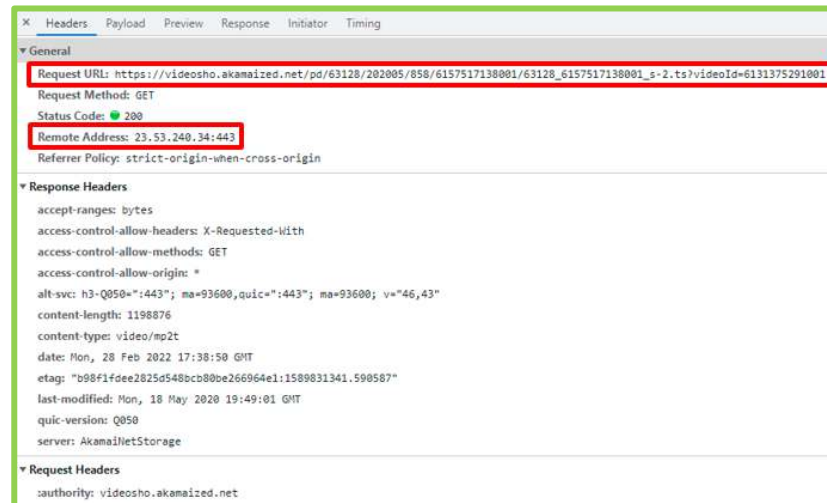 × Headers Payload Preview Response Initiator Timing
▼ General
Request URL: https://videosho.akamaized.net/pd/63128/202005/858/6157517138001/63128_6157517138001_s-2.ts?videoId=6131375291001
Request Method: GET
Status Code: 200
Remote Address: 23.53.240.34:443
Referrer Policy: strict-origin-when-cross-origin
▼ Response Headers
accept-ranges: bytes
access-control-allow-headers: X-Requested-With
access-control-allow-methods: GET
access-control-allow-origin: *
alt-svc: h3-Q050=":443"; ma=93600,quic=":443"; ma=93600; v="46,43"
content-length: 1198876
content-type: video/mp2t
date: Mon, 28 Feb 2022 17:38:50 GMT
etag: "b98f1fdee2825d548bcb80be266964e1:1589831341.590587"
last-modified: Mon, 18 May 2020 19:49:01 GMT
quic-version: Q050
server: AkamaiNetStorage
▼ Request Headers
:authority: videosho.akamaized.net